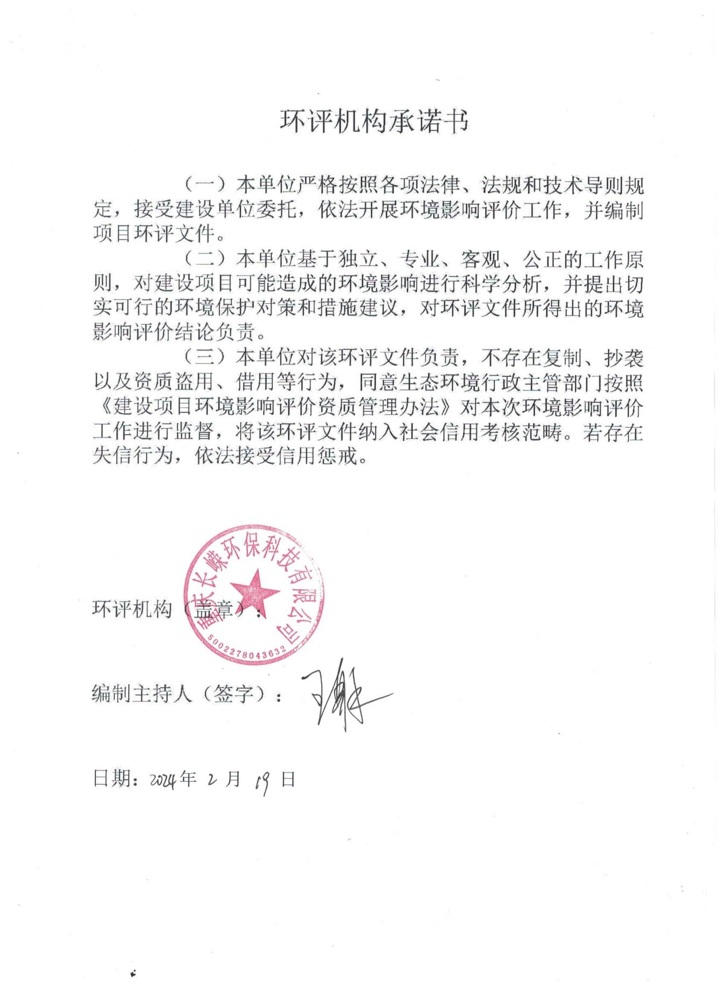 环评机构承诺书
（一）本单位严格按照各项法律、法规和技术导则规
定，接受建设单位委托，依法开展环境影响评价工作，并编制
项目环评文件。
（二）本单位基于独立、专业、客观、公正的工作原
则，对建设项目可能造成的环境影响进行科学分析，并提出切
实可行的环境保护对策和措施建议，对环评文件所得出的环境
影响评价结论负责。
（三）本单位对该环评文件负责，不存在复制、抄袭
以及资质盗用、借用等行为，同意生态环境行政主管部门按照
《建设项目环境影响评价资质管理办法》对本次环境影响评价
工作进行监督，将该环评文件纳入社会信用考核范畴。若存在
失信行为，依法接受信用惩戒。
重庆长嵘环保科技有限公司
环评机构（盖章）：
5002278043632
编制主持人（签字）：
日期：2024年 2 月 19 日